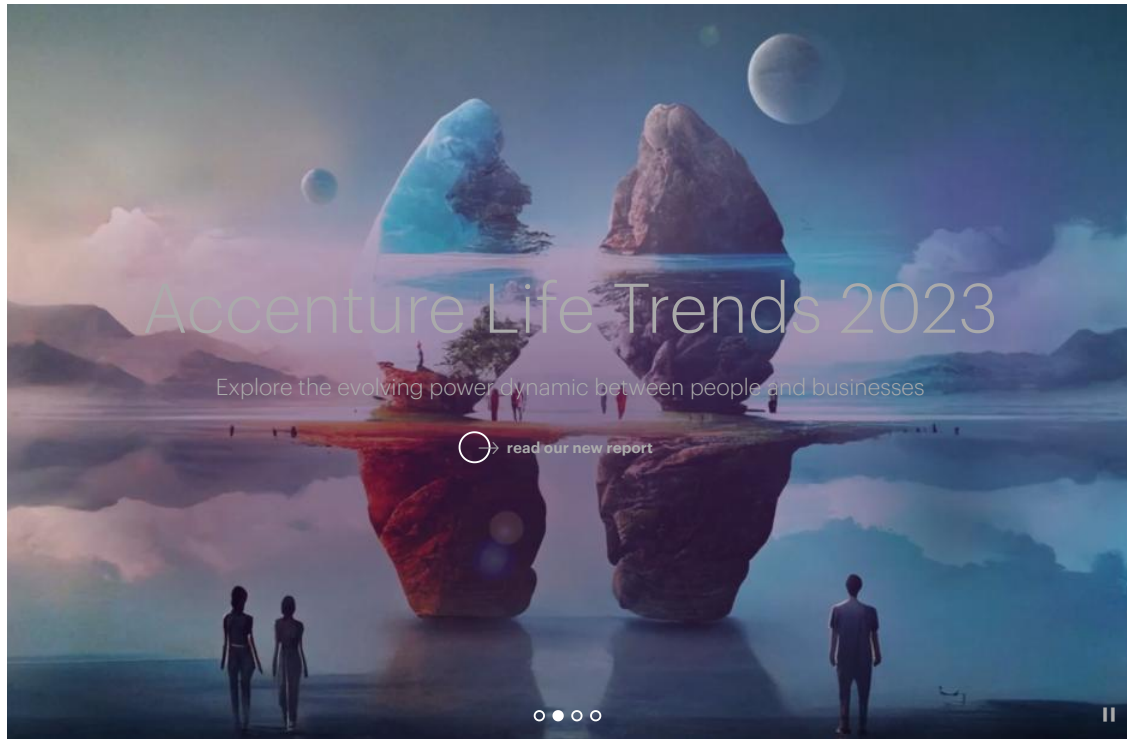 Accenture Life Trends 2023
Explore the evolving power dynamic between people and businesses
read our new report